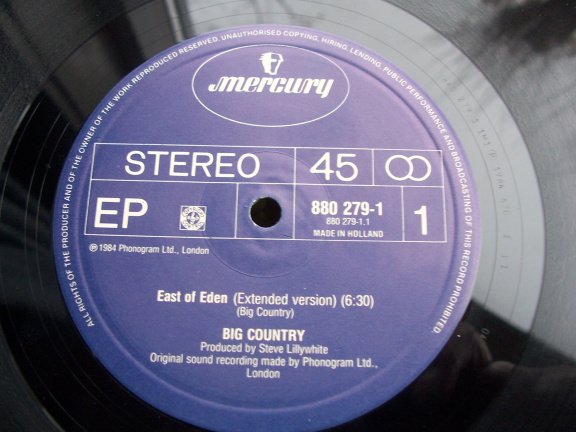 ALL RIGHTS OF THE PRODUCER AND OF THE OWNER OF THE WORK REPRODUCED RESERVED. UNAUTHORISED COPYING, HIRING, LENDING, PUBLIC PERFORMANCE AND BROADCASTING OF THIS RECORD PROHIBITED.
mercury
STEREO 45
EP 880 279-1 1
880 279-1.1
MADE IN HOLLAND
℗ 1984 Phonogram Ltd., London
East of Eden (Extended version) (6:30)
(Big Country)
BIG COUNTRY
Produced by Steve Lillywhite
Original sound recording made by Phonogram Ltd.,
London